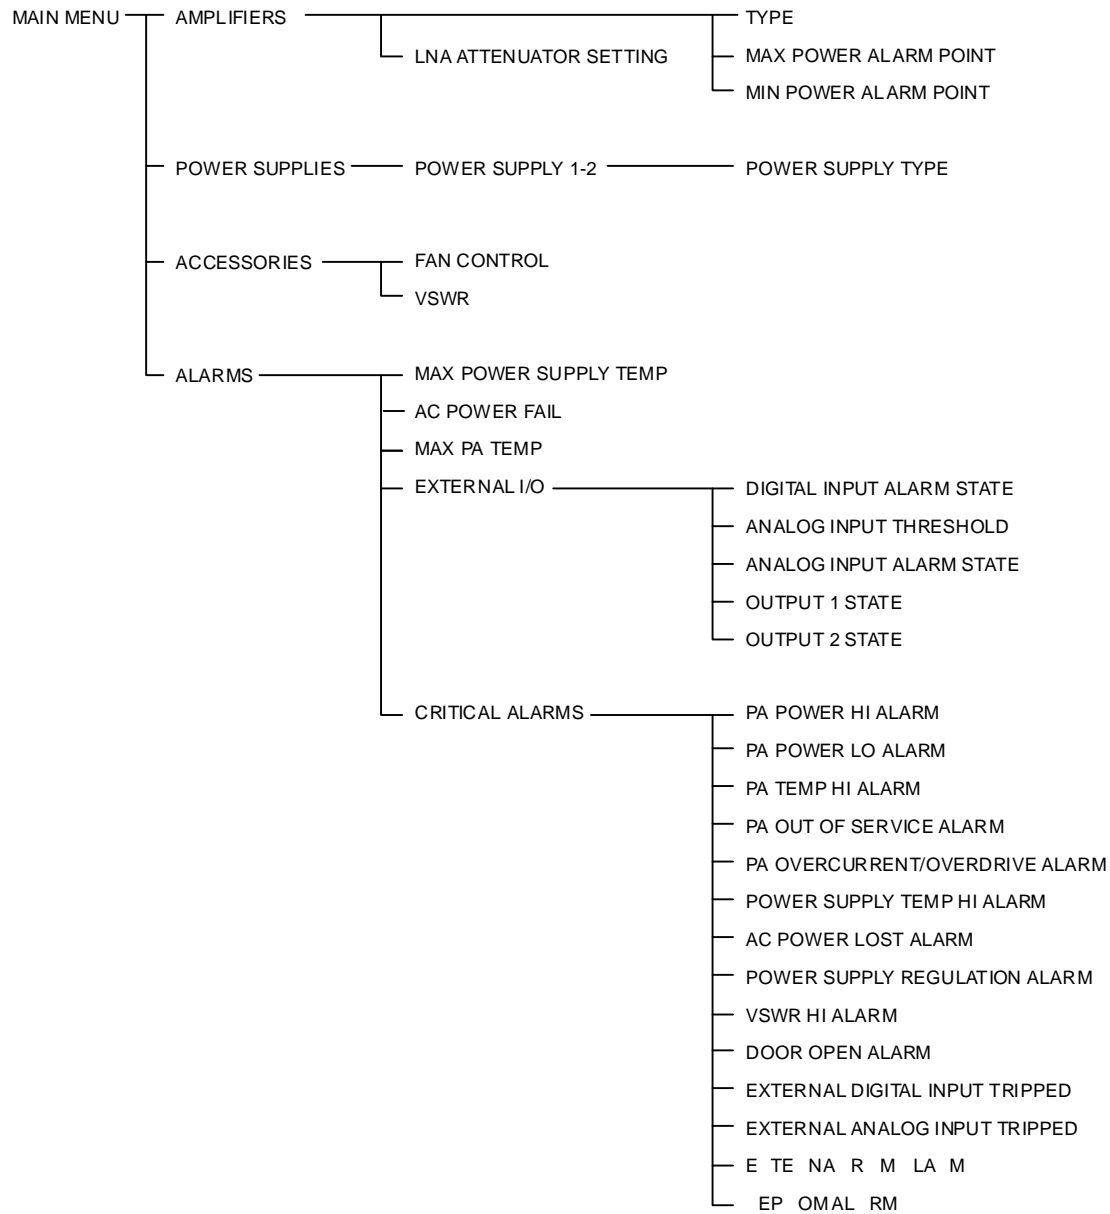 MAIN MENU AMPLIFIERS TYPE
LNA ATTENUATOR SETTING MAX POWER ALARM POINT
MIN POWER ALARM POINT
POWER SUPPLIES POWER SUPPLY 1-2 POWER SUPPLY TYPE
ACCESSORIES FAN CONTROL
VSWR
ALARMS MAX POWER SUPPLY TEMP
AC POWER FAIL
MAX PA TEMP
EXTERNAL I/O DIGITAL INPUT ALARM STATE
ANALOG INPUT THRESHOLD
ANALOG INPUT ALARM STATE
OUTPUT 1 STATE
OUTPUT 2 STATE
CRITICAL ALARMS PA POWER HI ALARM
PA POWER LO ALARM
PA TEMP HI ALARM
PA OUT OF SERVICE ALARM
PA OVERCURRENT/OVERDRIVE ALARM
POWER SUPPLY TEMP HI ALARM
AC POWER LOST ALARM
POWER SUPPLY REGULATION ALARM
VSWR HI ALARM
DOOR OPEN ALARM
EXTERNAL DIGITAL INPUT TRIPPED
EXTERNAL ANALOG INPUT TRIPPED